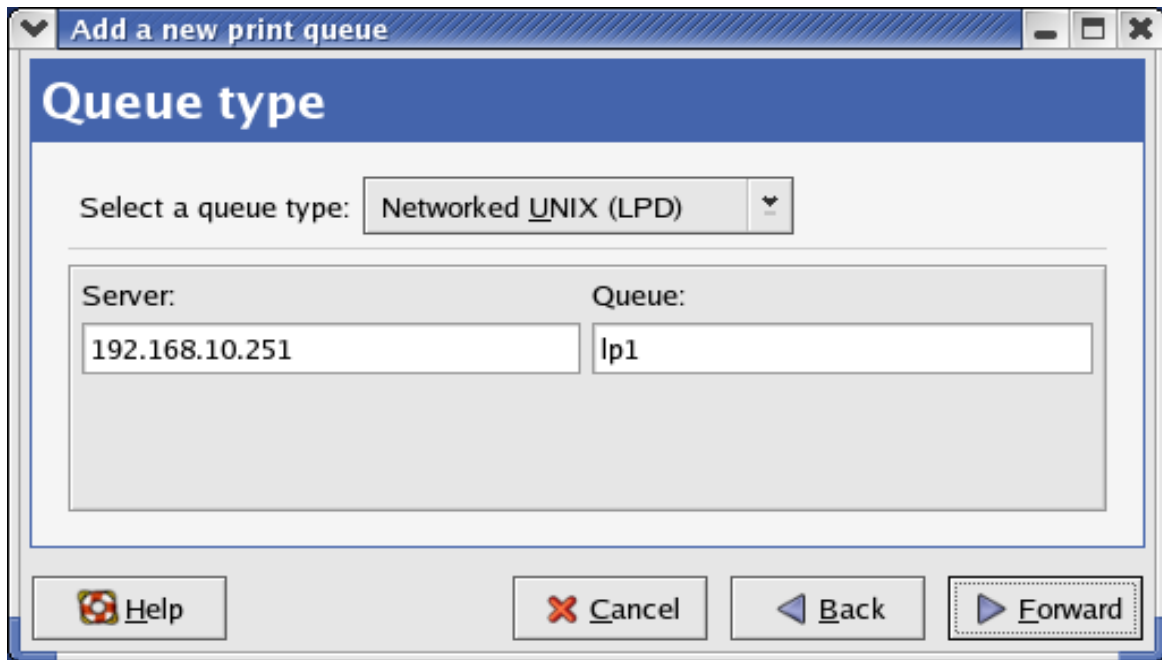 Add a new print queue
Queue type
Select a queue type: Networked UNIX (LPD)
Server: Queue:
192.168.10.251 lp1
Help Cancel Back Forward